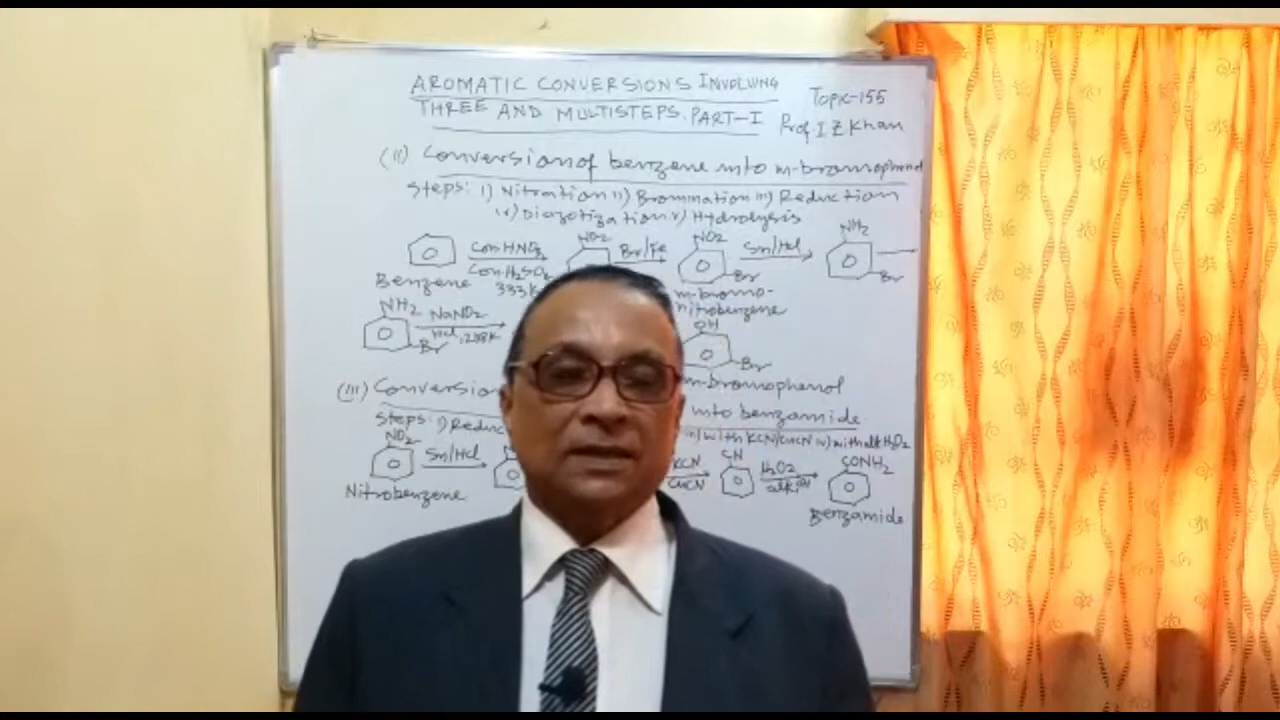 AROMATIC CONVERSIONS INVOLVING
THREE AND MULTISTEPS. PART-I
Topic-155
Prof I Z Khan
(ii) Conversion of benzene into m-bromophenol
Steps: i) Nitration ii) Bromination iii) Reduction
iv) Diazotization v) Hydrolysis
Con HNO3
Con H2SO4
333K
NO2
Br/Fe
NO2
Br
Sn/HCl
NH2
Br
Benzene
m-bromo-
nitrobenzene
NH2
Br
NaNO2
HCl, 288K
OH
Br
m-bromophenol
(iii) Conversion
into benzamide
Steps: i) Reduc
with KCN/CuCN iv) with alk H2O2
NO2
Sn/HCl
KCN
CuCN
CN
H2O2
alk
CONH2
Nitrobenzene
Benzamide